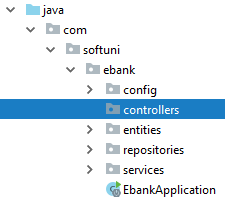 java
com
softuni
ebank
config
controllers
entities
repositories
services
EbankApplication